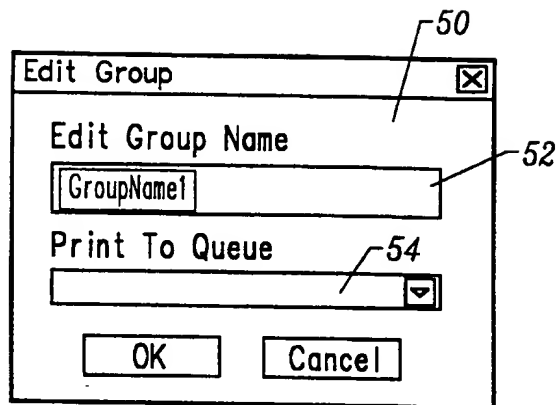 50
Edit Group
Edit Group Name
52
GroupName1
Print To Queue
54
OK Cancel